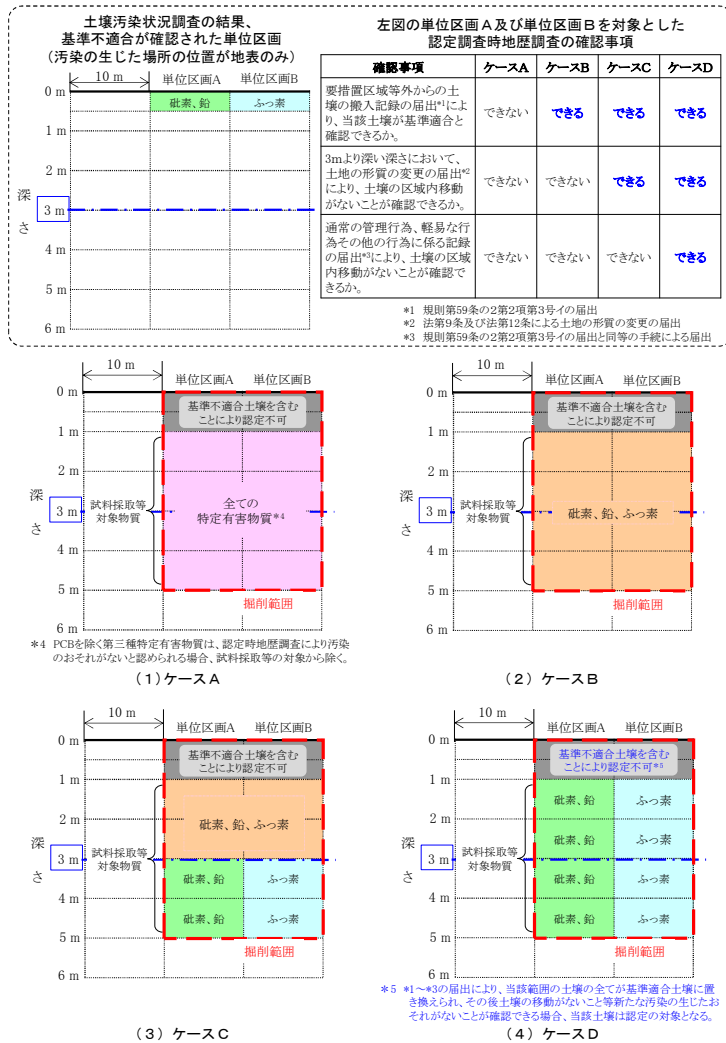 土壌汚染状況調査の結果、
基準不適合が確認された単位区画
（汚染の生じた場所の位置が地表のみ）
10 m
単位区画A
単位区画B
0 m
砒素、鉛
ふっ素
1 m
2 m
深
3 m
さ
4 m
5 m
6 m
左図の単位区画A及び単位区画Bを対象とした
認定調査時地歴調査の確認事項
確認事項 ケースA ケースB ケースC ケースD
要措置区域等外からの土
壌の搬入記録の届出*1によ
り、当該土壌が基準適合と
確認できるか。
できない できる できる できる
3mより深い深さにおいて、
土地の形質の変更の届出*2
により、土壌の区域内移動
がないことが確認できるか。
できない できない できる できる
通常の管理行為、軽易な行
為その他の行為に係る記録
の届出*3により、土壌の区域
内移動がないことが確認で
きるか。
できない できない できない できる
*1 規則第59条の2第2項第3号イの届出
*2 法第9条及び法第12条による土地の形質の変更の届出
*3 規則第59条の2第2項第3号イの届出と同等の手続による届出
10 m
単位区画A
単位区画B
0 m
基準不適合土壌を含む
ことにより認定不可
1 m
2 m
深
3 m
さ
試料採取等
対象物質
全ての
特定有害物質*4
4 m
5 m
掘削範囲
6 m
*4 PCBを除く第三種特定有害物質は、認定時地歴調査により汚染
のおそれがないと認められる場合、試料採取等の対象から除く。
（１）ケースA
10 m
単位区画A
単位区画B
0 m
基準不適合土壌を含む
ことにより認定不可
1 m
2 m
深
3 m
さ
試料採取等
対象物質
砒素、鉛、ふっ素
4 m
5 m
掘削範囲
6 m
（２）ケースB
10 m
単位区画A
単位区画B
0 m
基準不適合土壌を含む
ことにより認定不可
1 m
2 m
砒素、鉛、ふっ素
深
3 m
さ
試料採取等
対象物質
砒素、鉛
ふっ素
4 m
砒素、鉛
ふっ素
5 m
掘削範囲
6 m
（３）ケースC
10 m
単位区画A
単位区画B
0 m
基準不適合土壌を含む
ことにより認定不可*5
1 m
砒素、鉛
ふっ素
2 m
砒素、鉛
ふっ素
深
3 m
さ
試料採取等
対象物質
砒素、鉛
ふっ素
4 m
砒素、鉛
ふっ素
5 m
掘削範囲
6 m
*5 *1～*3の届出により、当該範囲の土壌の全てが基準適合土壌に置
き換えられ、その後土壌の移動がないこと等新たな汚染の生じたお
それがないことが確認できる場合、当該土壌は認定の対象となる。
（４）ケースD